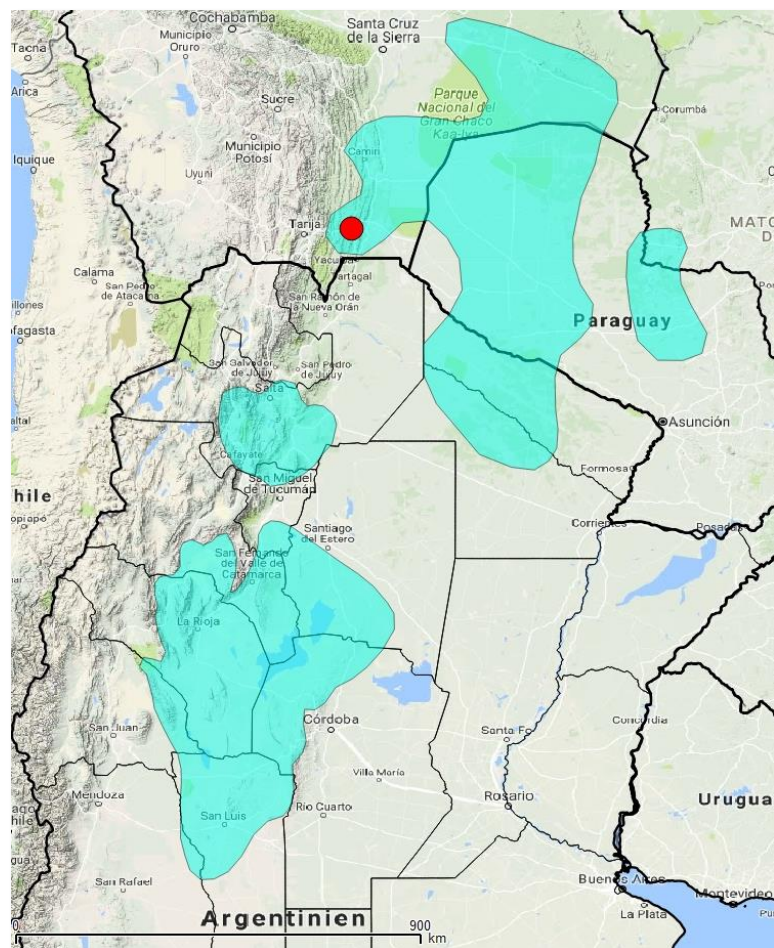 Cochabamba
Tacna
Municipio
Oruro
Santa Cruz
de la Sierra
Arica
Sucre
Parque
Nacional del
Gran Chaco
Kaa-Iya
Corumbá
Iquique
Municipio
Potosí
Camiri
Uyuni
Tarija
MATO
Calama
Yacuiba
Tartagal
San Pedro
de Atacama
San Ramón de
la Nueva Orán
Paraguay
San Salvador
de Jujuy
San Pedro
de Jujuy
Salta
Asunción
Cafayate
San Miguel
de Tucumán
Formosa
hile
Corrientes
Posadas
Santiago
del Estero
San Fernando
del Valle de
Catamarca
La Rioja
San Juan
Córdoba
Santa Fe
Concordia
Villa María
Mendoza
San Luis
Río Cuarto
Rosario
Urugua
San Rafael
Buenos Aires
Montevideo
La Plata
Argentinien
0
900
km